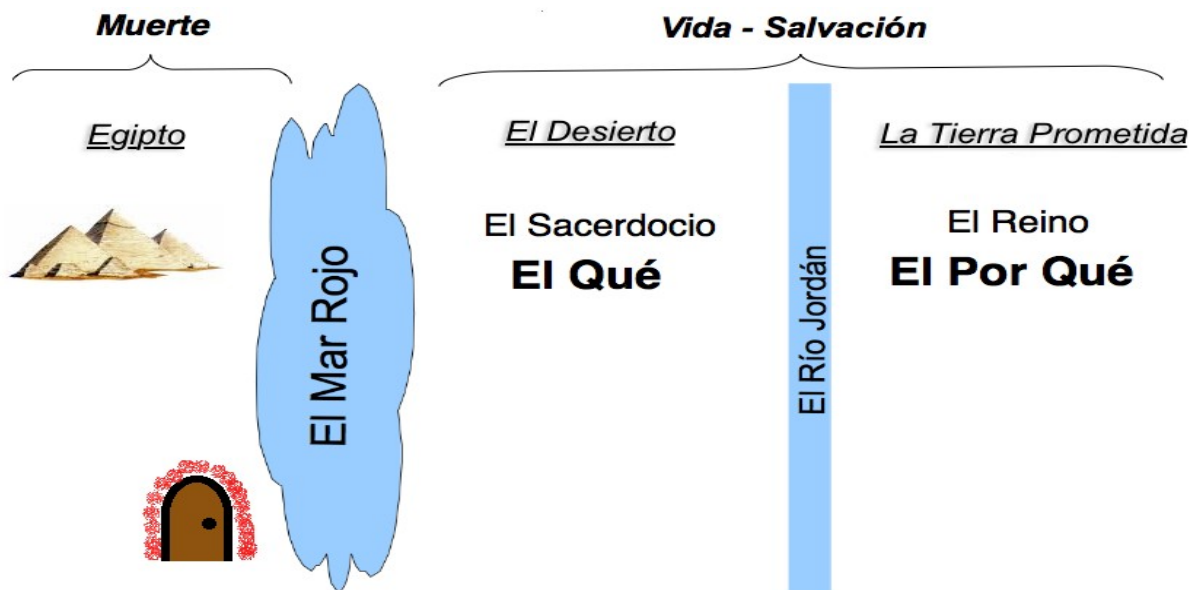 Muerte
Vida - Salvación
Egipto
El Desierto
La Tierra Prometida
El Mar Rojo
El Sacerdocio
El Qué
El Río Jordán
El Reino
El Por Qué